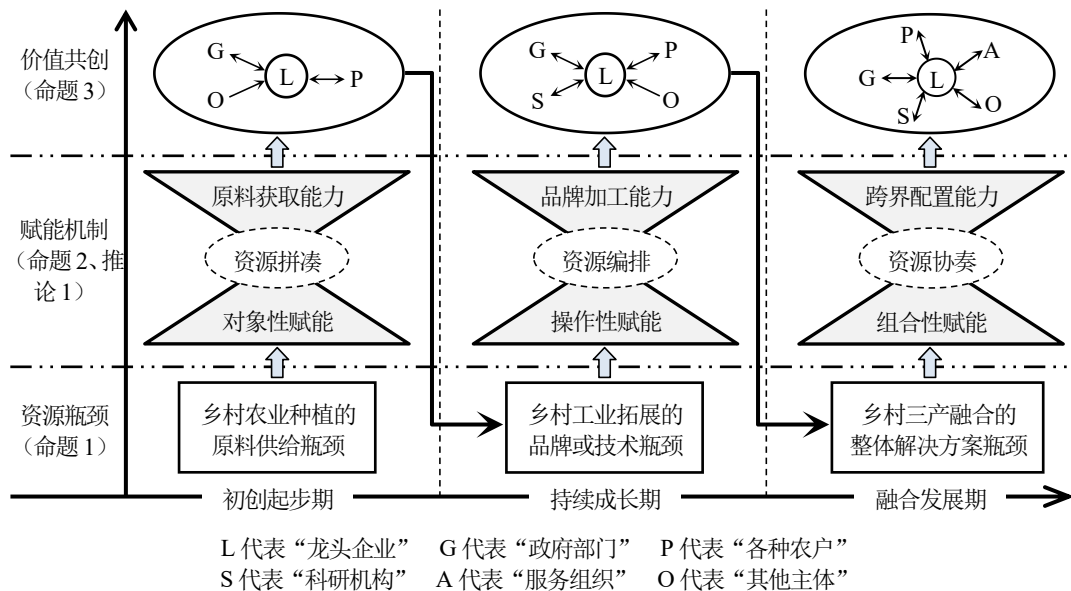 价值共创
（命题 3）
G
L
P
O
G
P
L
S
O
P
A
G
L
S
O
赋能机制
（命题 2、推
论 1）
原料获取能力
资源拼凑
对象性赋能
品牌加工能力
资源编排
操作性赋能
跨界配置能力
资源协奏
组合性赋能
资源瓶颈
（命题 1）
乡村农业种植的
原料供给瓶颈
乡村工业拓展的
品牌或技术瓶颈
乡村三产融合的
整体解决方案瓶颈
初创起步期
持续成长期
融合发展期
L 代表“龙头企业” G 代表“政府部门” P 代表“各种农户”
S 代表“科研机构” A 代表“服务组织” O 代表“其他主体”